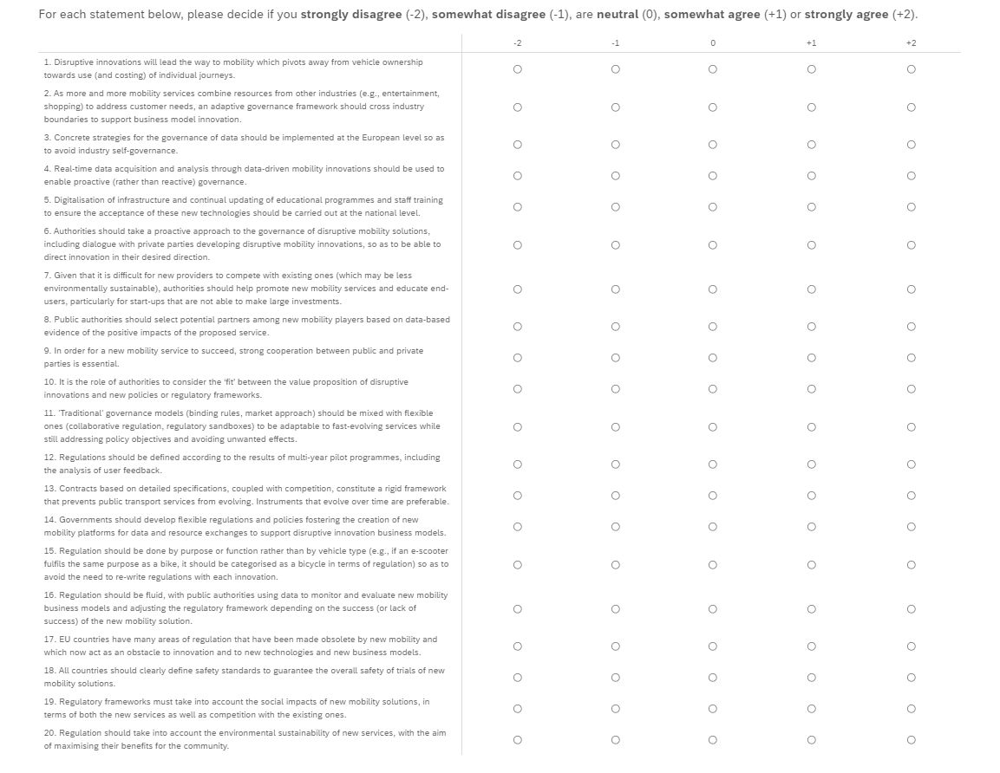 For each statement below, please decide if you strongly disagree (-2), somewhat disagree (-1), are neutral (0), somewhat agree (+1) or strongly agree (+2).
-2 -1 0 +1 +2
1. Disruptive innovations will lead the way to mobility which pivots away from vehicle ownership
towards use (and costing) of individual journeys.
2. As more and more mobility services combine resources from other industries (e.g., entertainment,
shopping) to address customer needs, an adaptive governance framework should cross industry
boundaries to support business model innovation.
3. Concrete strategies for the governance of data should be implemented at the European level so as
to avoid industry self-governance.
4. Real-time data acquisition and analysis through data-driven mobility innovations should be used to
enable proactive (rather than reactive) governance.
5. Digitalisation of infrastructure and continual updating of educational programmes and staff training
to ensure the acceptance of these new technologies should be carried out at the national level.
6. Authorities should take a proactive approach to the governance of disruptive mobility solutions,
including dialogue with private parties developing disruptive mobility innovations, so as to be able to
direct innovation in their desired direction.
7. Given that it is difficult for new providers to compete with existing ones (which may be less
environmentally sustainable), authorities should help promote new mobility services and educate end-
users, particularly for start-ups that are not able to make large investments.
8. Public authorities should select potential partners among new mobility players based on data-based
evidence of the positive impacts of the proposed service.
9. In order for a new mobility service to succeed, strong cooperation between public and private
parties is essential.
10. It is the role of authorities to consider the 'fit' between the value proposition of disruptive
innovations and new policies or regulatory frameworks.
11. 'Traditional' governance models (binding rules, market approach) should be mixed with flexible
ones (collaborative regulation, regulatory sandboxes) to be adaptable to fast-evolving services while
still addressing policy objectives and avoiding unwanted effects.
12. Regulations should be defined according to the results of multi-year pilot programmes, including
the analysis of user feedback.
13. Contracts based on detailed specifications, coupled with competition, constitute a rigid framework
that prevents public transport services from evolving. Instruments that evolve over time are preferable.
14. Governments should develop flexible regulations and policies fostering the creation of new
mobility platforms for data and resource exchanges to support disruptive innovation business models.
15. Regulation should be done by purpose or function rather than by vehicle type (e.g., if an e-scooter
fulfils the same purpose as a bike, it should be categorised as a bicycle in terms of regulation) so as to
avoid the need to re-write regulations with each innovation.
16. Regulation should be fluid, with public authorities using data to monitor and evaluate new mobility
business models and adjusting the regulatory framework depending on the success (or lack of
success) of the new mobility solution.
17. EU countries have many areas of regulation that have been made obsolete by new mobility and
which now act as an obstacle to innovation and to new technologies and new business models.
18. All countries should clearly define safety standards to guarantee the overall safety of trials of new
mobility solutions.
19. Regulatory frameworks must take into account the social impacts of new mobility solutions, in
terms of both the new services as well as competition with the existing ones.
20. Regulation should take into account the environmental sustainability of new services, with the aim
of maximising their benefits for the community.